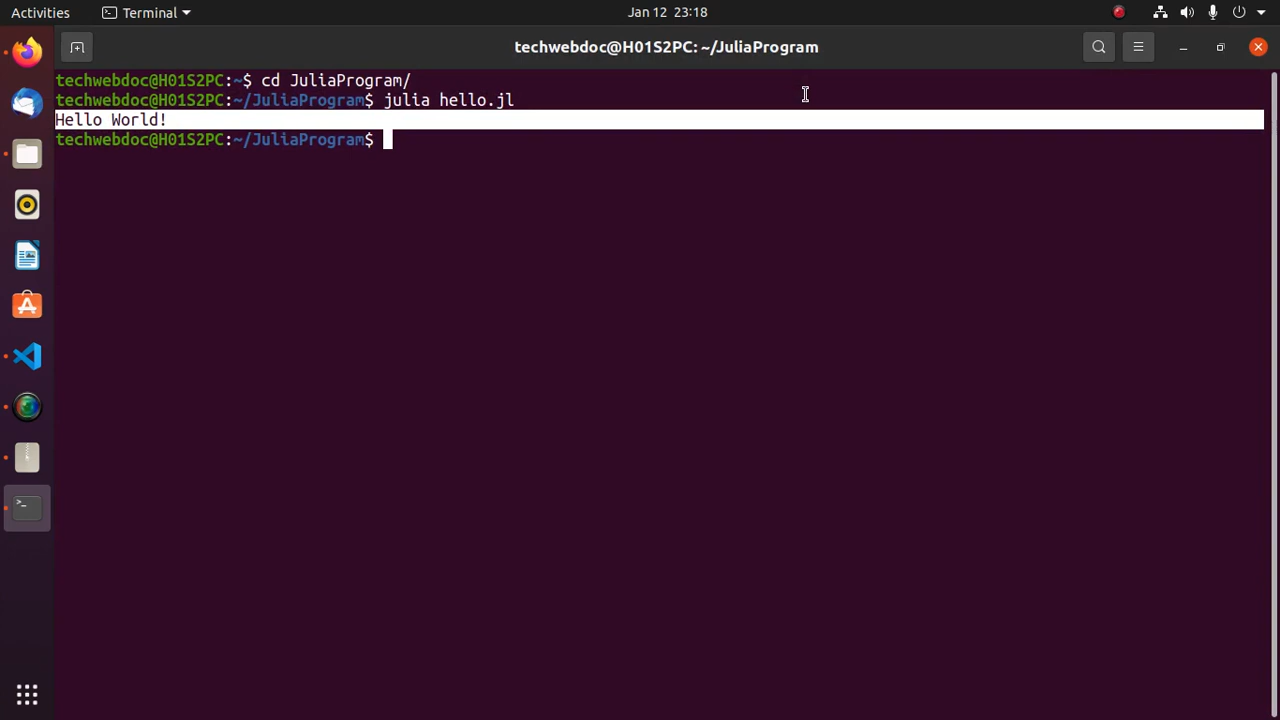 Activities Terminal Jan 12 23:18
techwebdoc@H01S2PC: ~/JuliaProgram
techwebdoc@H01S2PC:~$ cd JuliaProgram/
techwebdoc@H01S2PC:~/JuliaProgram$ julia hello.jl
Hello World!
techwebdoc@H01S2PC:~/JuliaProgram$